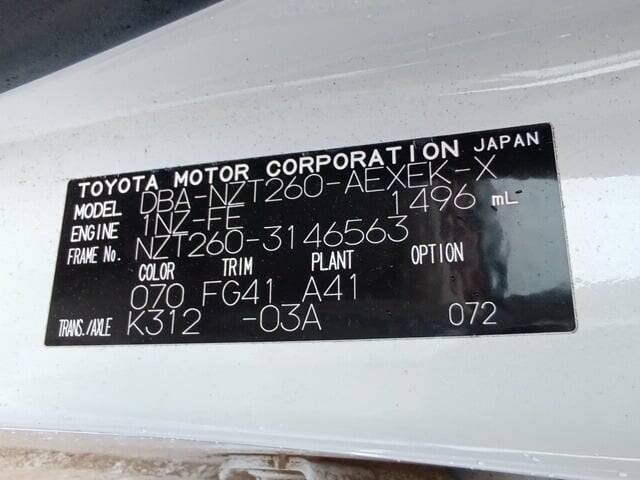 TOYOTA MOTOR CORPORATION JAPAN
MODEL DBA-NZT260-AEXEK-X
ENGINE 1NZ-FE 1496 mL
FRAME No. NZT260-3146563
COLOR TRIM PLANT OPTION
070 FG41 A41
TRANS./AXLE K312 -03A 072